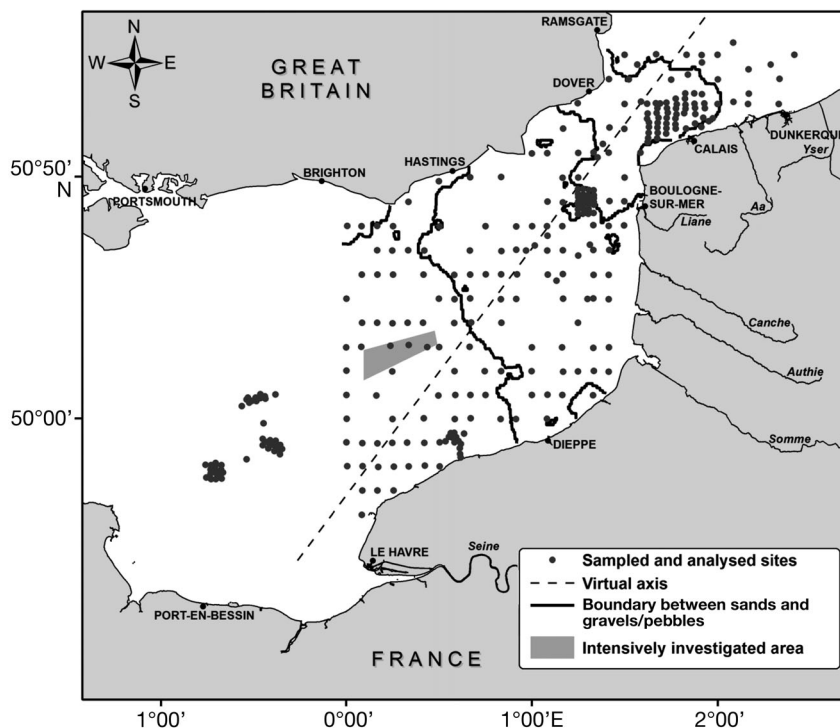 RAMSGATE
N
W E
S
GREAT
BRITAIN
DOVER
DUNKERQUE
CALAIS
Yser
HASTINGS
50°50'
N
BRIGHTON
PORTSMOUTH
BOULOGNE-
SUR-MER
Aa
Liane
Canche
Authie
50°00'
Somme
DIEPPE
LE HAVRE
Seine
PORT-EN-BESSIN
FRANCE
Sampled and analysed sites
Virtual axis
Boundary between sands and
gravels/pebbles
Intensively investigated area
1°00' 0°00' 1°00'E 2°00'